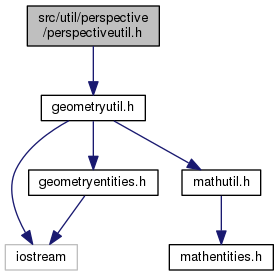 src/util/perspective
/perspectiveutil.h
geometryutil.h
geometryentities.h
mathutil.h
iostream
mathentities.h